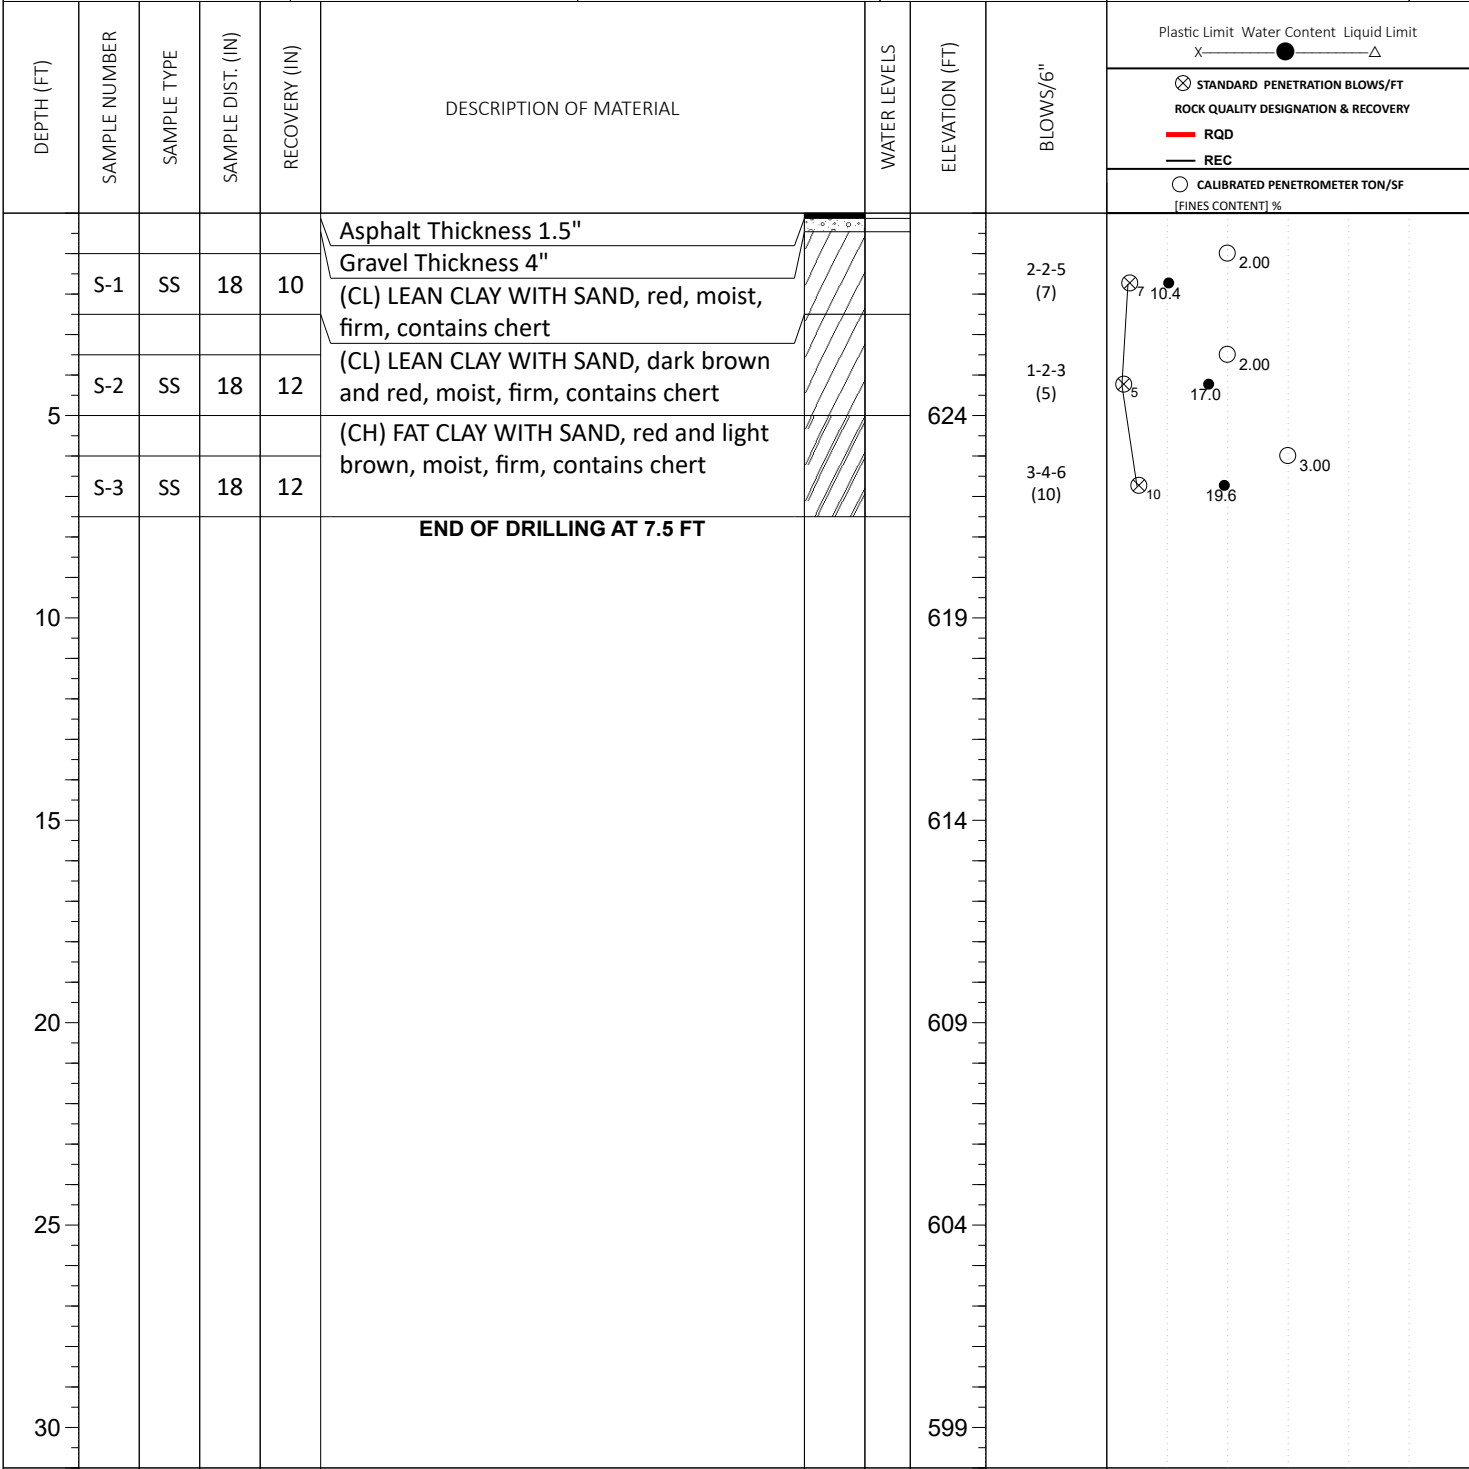 DEPTH (FT)
SAMPLE NUMBER
SAMPLE TYPE
SAMPLE DIST. (IN)
RECOVERY (IN)
DESCRIPTION OF MATERIAL
WATER LEVELS
ELEVATION (FT)
BLOWS/6"
Plastic Limit Water Content Liquid Limit
X
STANDARD PENETRATION BLOWS/FT
ROCK QUALITY DESIGNATION & RECOVERY
RQD
REC
CALIBRATED PENETROMETER TON/SF
[FINES CONTENT] %
Asphalt Thickness 1.5"
Gravel Thickness 4"
2.00
S-1 SS 18 10
(CL) LEAN CLAY WITH SAND, red, moist,
firm, contains chert
2-2-5
(7)
7 10.4
(CL) LEAN CLAY WITH SAND, dark brown
and red, moist, firm, contains chert
2.00
S-2 SS 18 12
1-2-3
(5)
5 17.0
5
624
(CH) FAT CLAY WITH SAND, red and light
brown, moist, firm, contains chert
3.00
S-3 SS 18 12
3-4-6
(10)
10 19.6
END OF DRILLING AT 7.5 FT
10 619
15 614
20 609
25 604
30 599